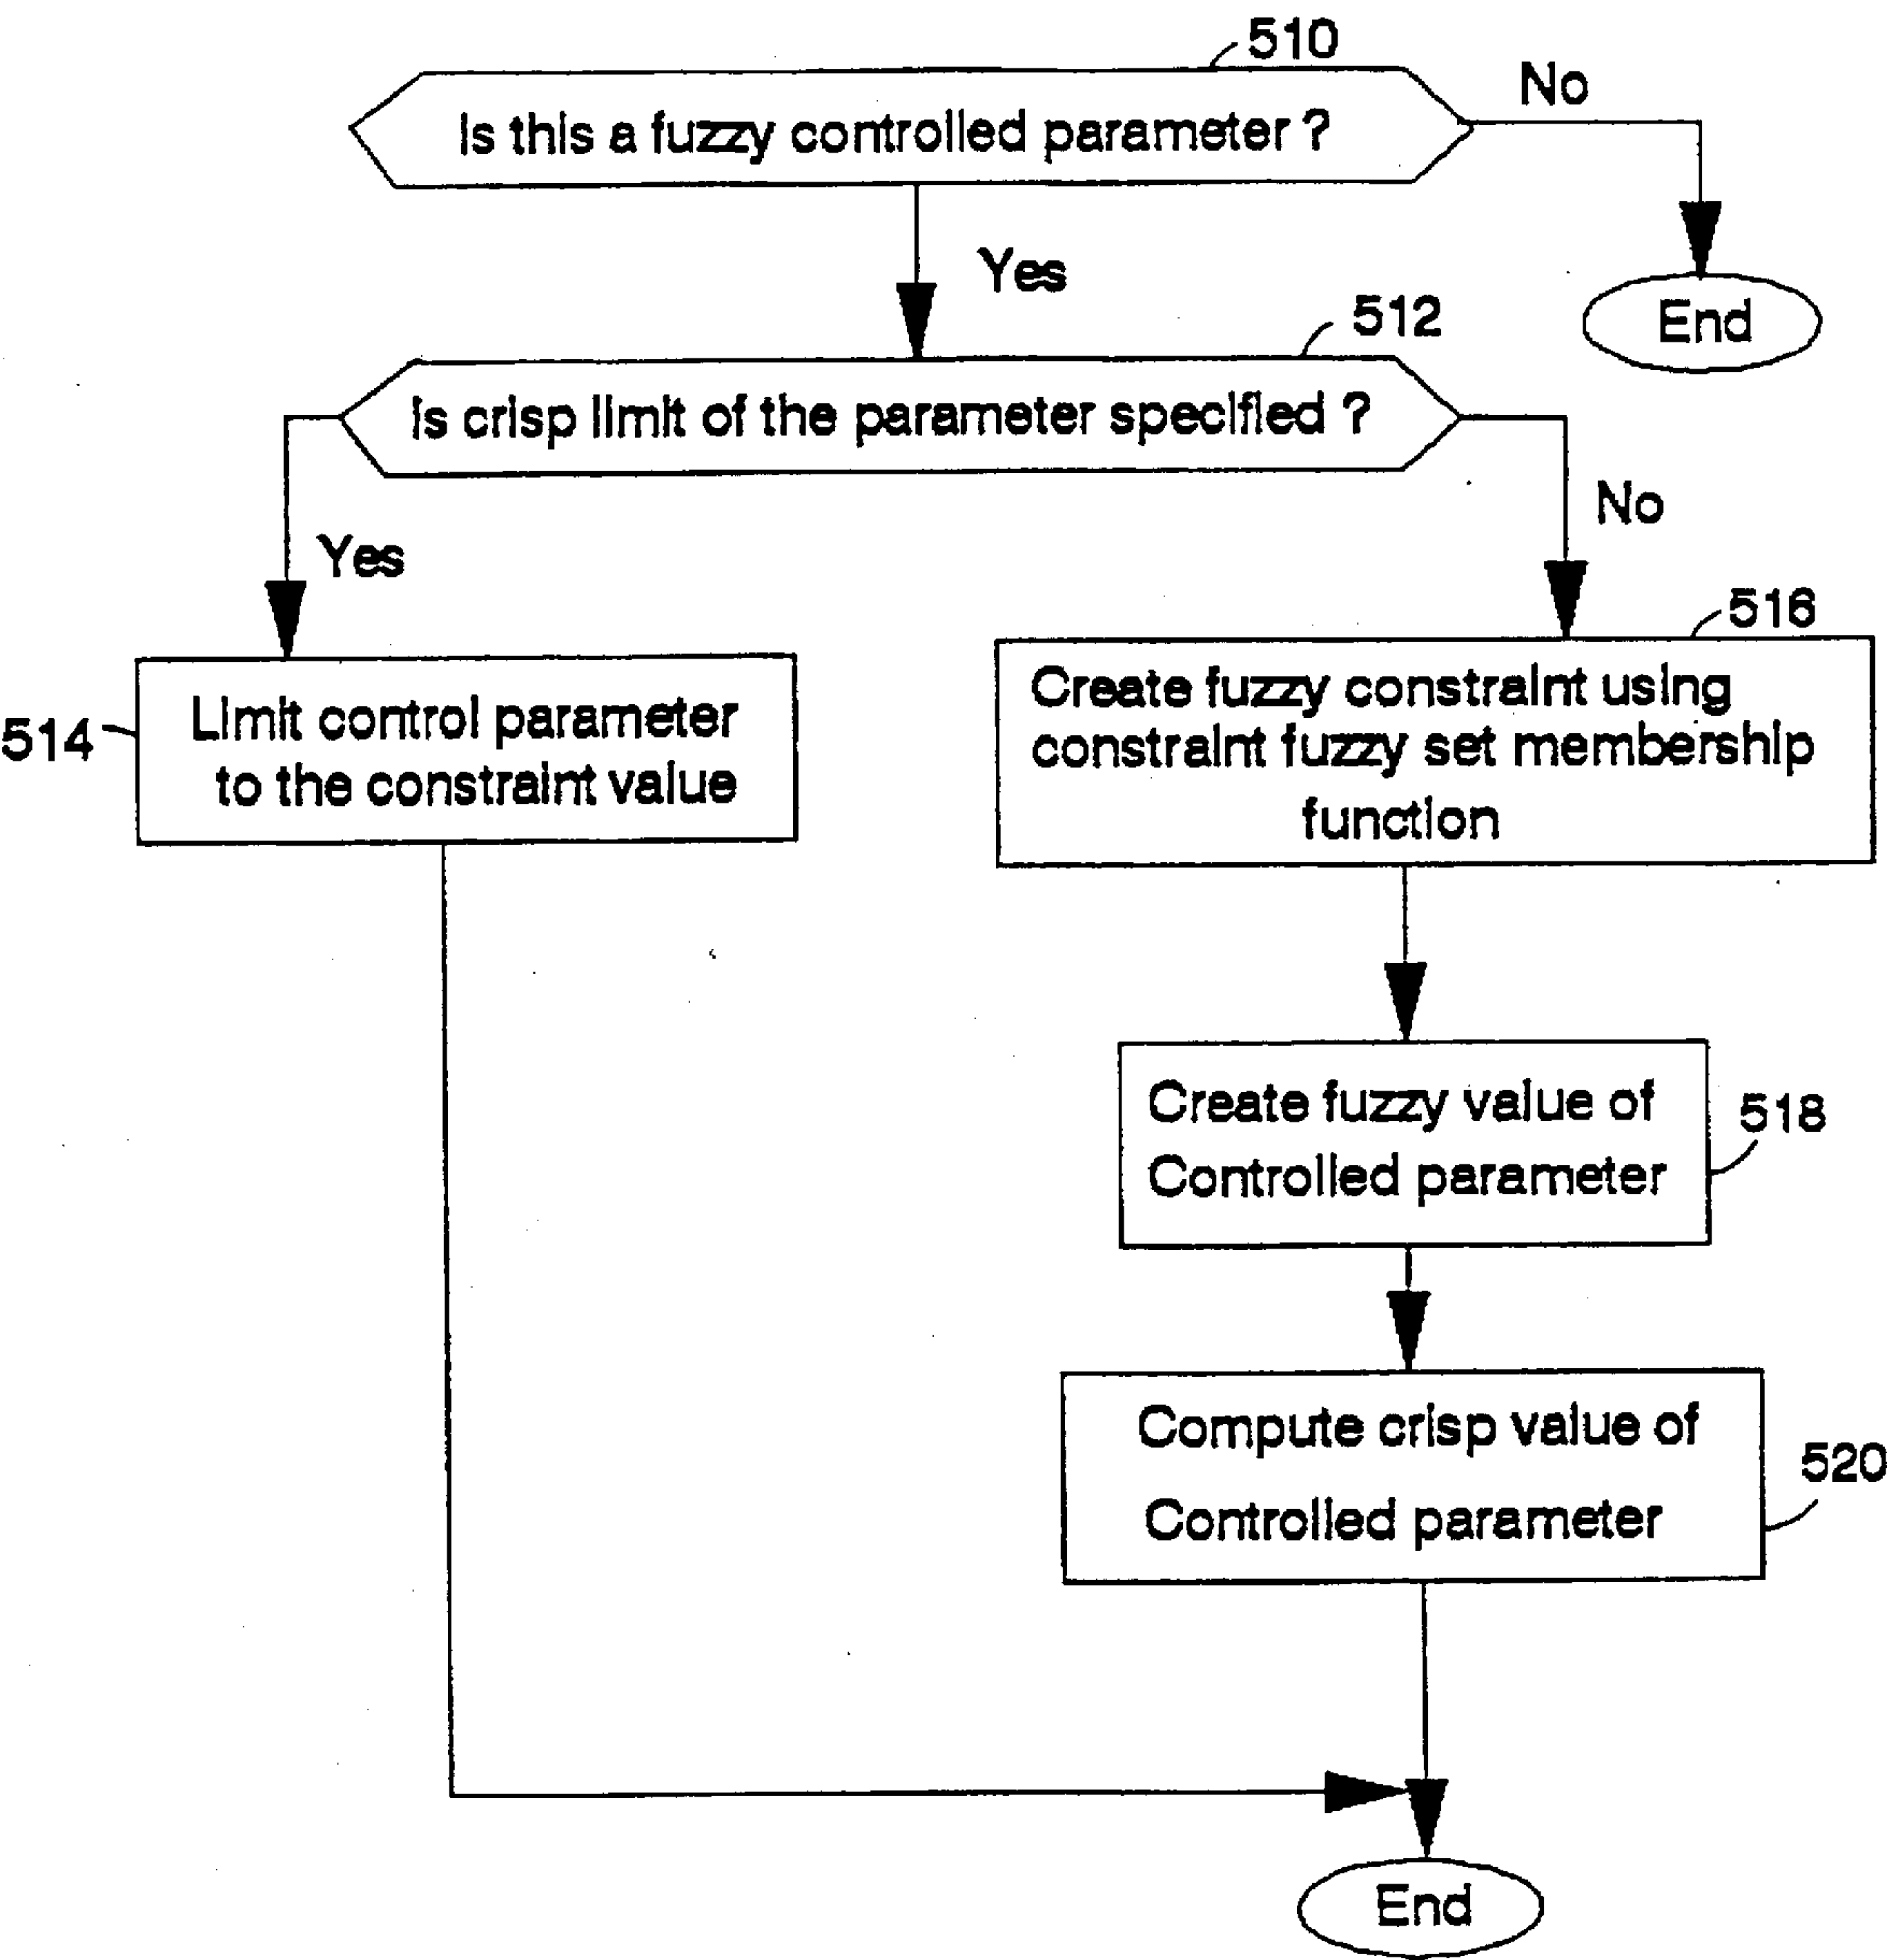 510
No
Is this a fuzzy controlled parameter ?
Yes
End
512
Is crisp limit of the parameter specified ?
No
Yes
516
514
Limit control parameter
to the constraint value
Create fuzzy constraint using
constraint fuzzy set membership
function
Create fuzzy value of
Controlled parameter
518
Compute crisp value of
Controlled parameter
520
End